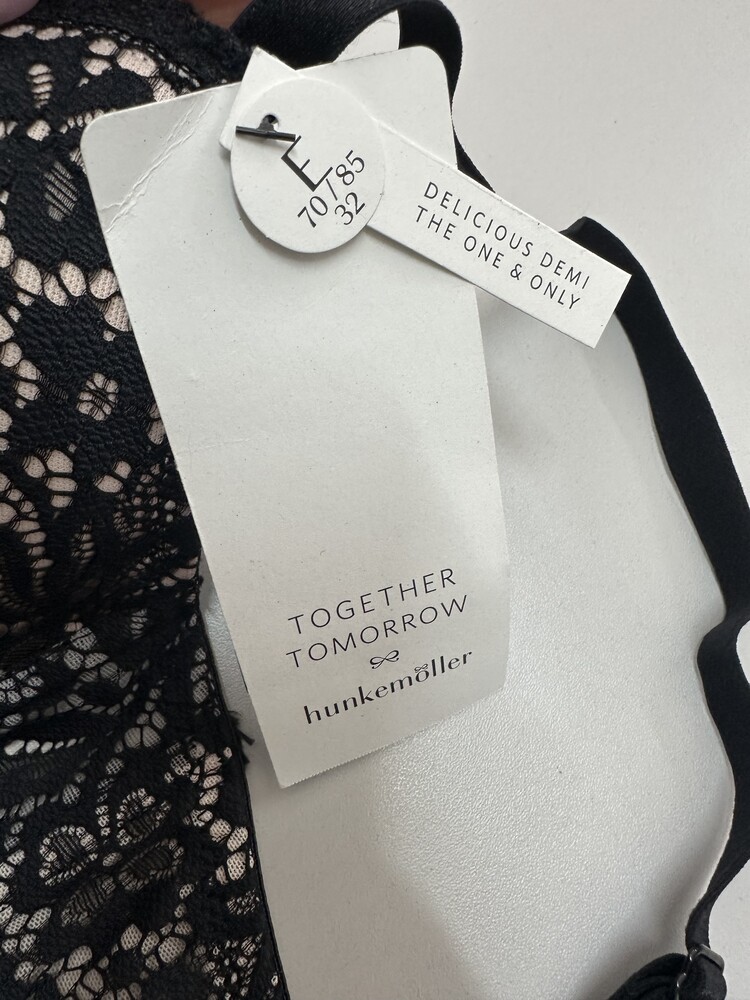 E
70/85
32
DELICIOUS DEMI
THE ONE & ONLY
TOGETHER
TOMORROW
hunkemöller